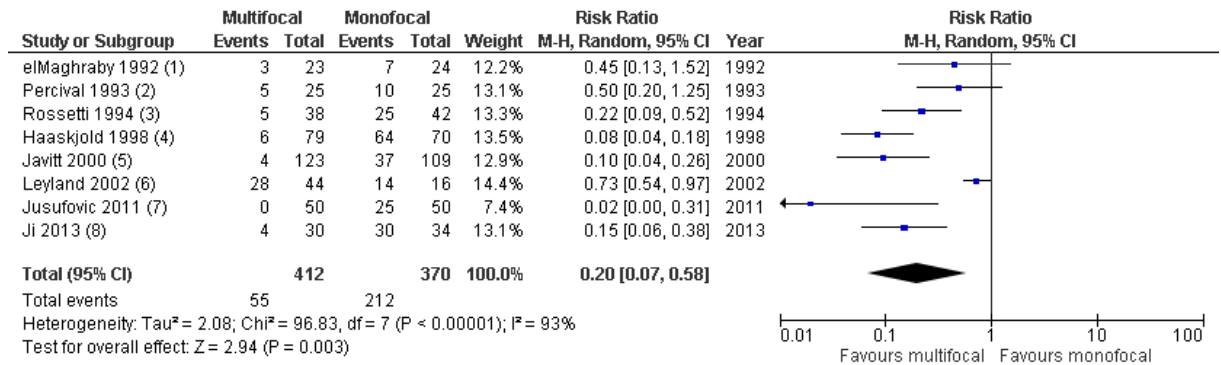 Multifocal Monofocal Risk Ratio Risk Ratio
Study or Subgroup Events Total Events Total Weight M-H, Random, 95% CI Year M-H, Random, 95% CI
elMaghraby 1992 (1) 3 23 7 24 12.2% 0.45 [0.13, 1.52] 1992
Percival 1993 (2) 5 25 10 25 13.1% 0.50 [0.20, 1.25] 1993
Rossetti 1994 (3) 5 38 25 42 13.3% 0.22 [0.09, 0.52] 1994
Haaskjold 1998 (4) 6 79 64 70 13.5% 0.08 [0.04, 0.18] 1998
Javitt 2000 (5) 4 123 37 109 12.9% 0.10 [0.04, 0.26] 2000
Leyland 2002 (6) 28 44 14 16 14.4% 0.73 [0.54, 0.97] 2002
Jusufovic 2011 (7) 0 50 25 50 7.4% 0.02 [0.00, 0.31] 2011
Ji 2013 (8) 4 30 30 34 13.1% 0.15 [0.06, 0.38] 2013
Total (95% CI) 412 370 100.0% 0.20 [0.07, 0.58]
Total events 55 212
Heterogeneity: Tau² = 2.08; Chi² = 96.83, df = 7 (P < 0.00001); I² = 93%
Test for overall effect: Z = 2.94 (P = 0.003)
0.01 0.1 1 10 100
Favours multifocal Favours monofocal